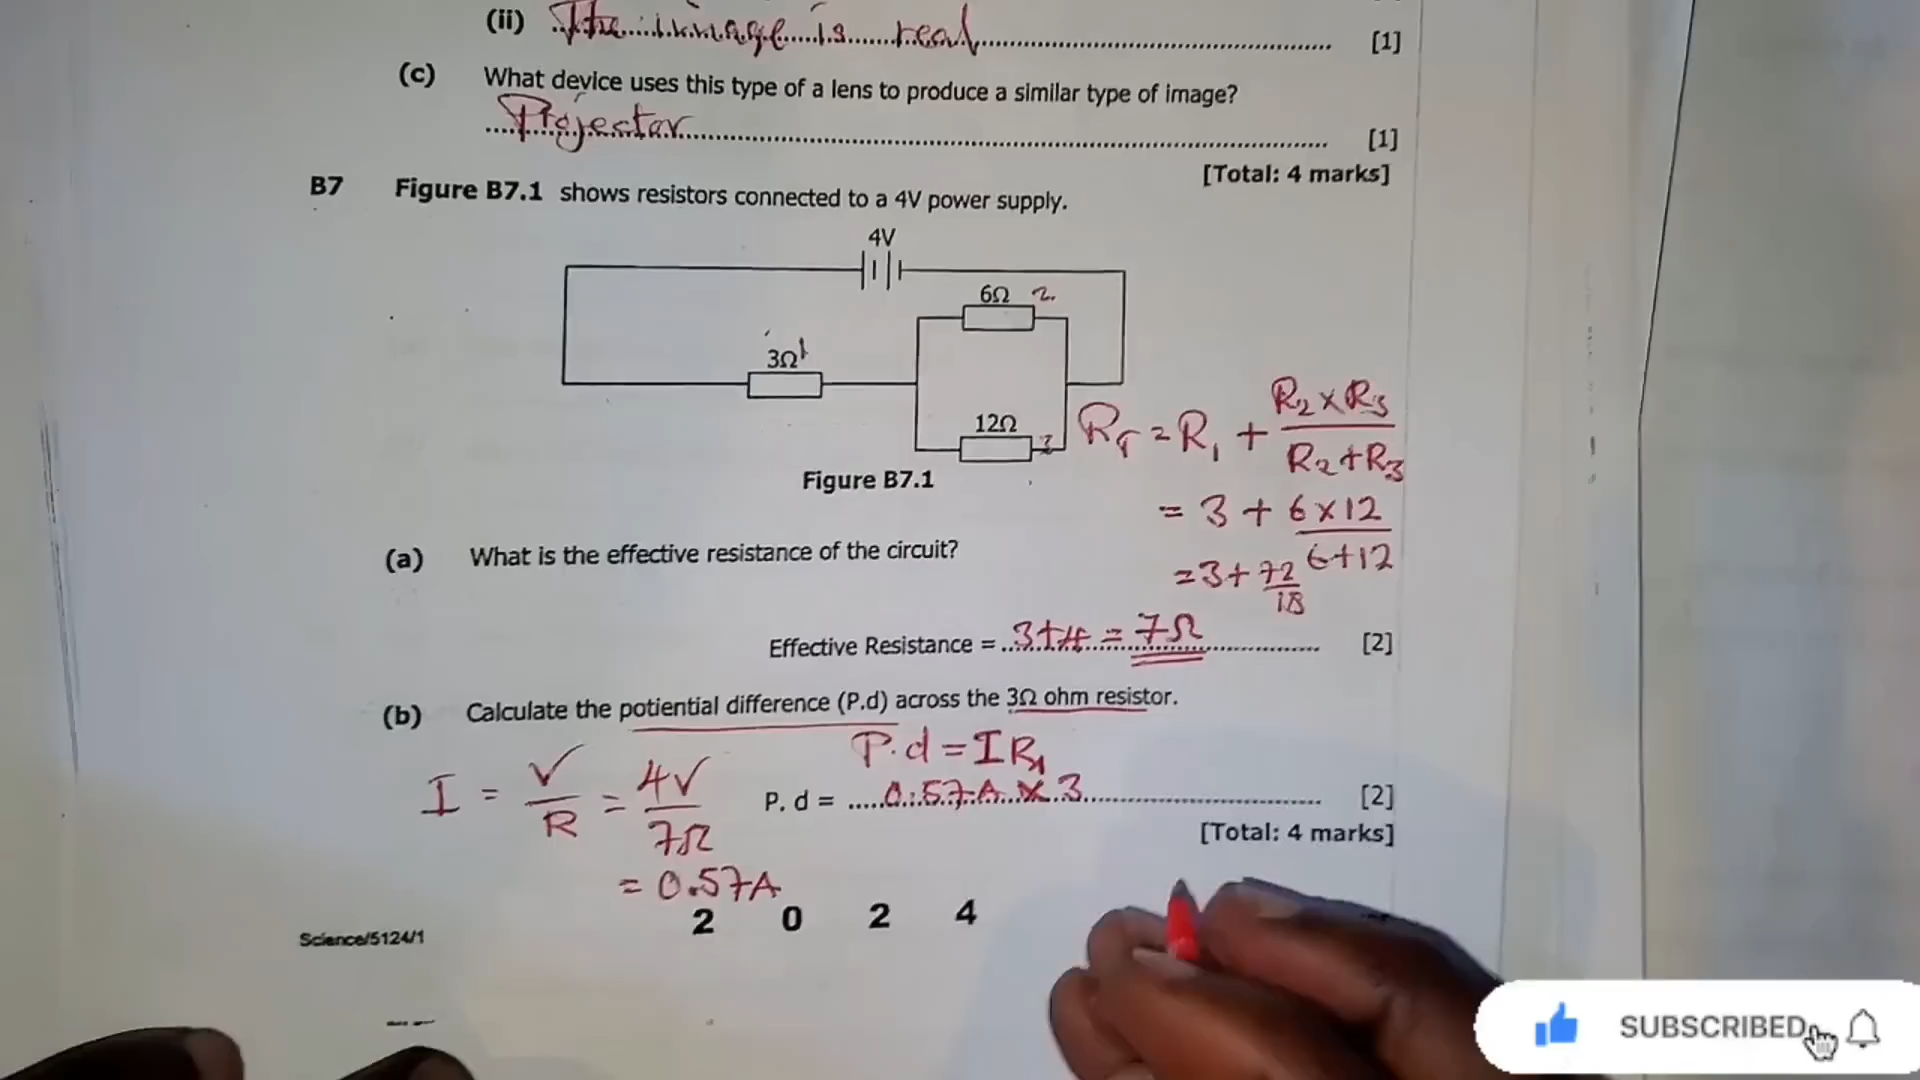 (ii) The image is real [1]
(c) What device uses this type of a lens to produce a similar type of image?
Projector [1]
[Total: 4 marks]
B7 Figure B7.1 shows resistors connected to a 4V power supply.
4V
6Ω 2
3Ω 1
12Ω 3
Figure B7.1
R_T = R₁ + R₂ x R₃ / R₂ + R₃
= 3 + 6 x 12 / 6 + 12
= 3 + 72/18
(a) What is the effective resistance of the circuit?
Effective Resistance = 3+4 = 7Ω [2]
(b) Calculate the potiential difference (P.d) across the 3Ω ohm resistor.
P.d = IR₁
I = V/R = 4V/7Ω
P. d = 0.57A x 3 [2]
[Total: 4 marks]
= 0.57A
2 0 2 4
Science/5124/1
SUBSCRIBED